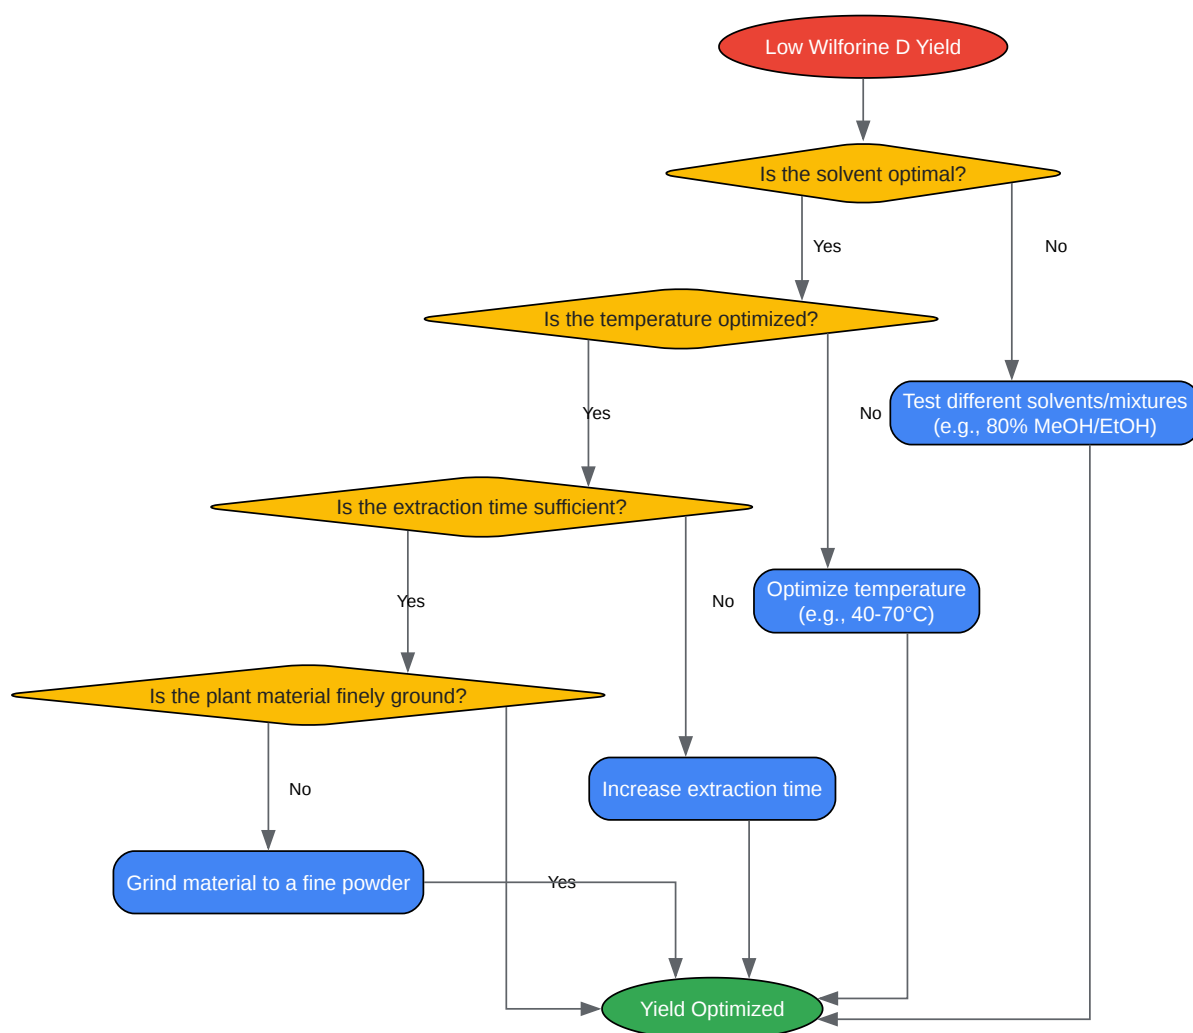 Low Wilforine D Yield
Is the solvent optimal?
Yes
No
Is the temperature optimized?
Test different solvents/mixtures
(e.g., 80% MeOH/EtOH)
Yes
No
Is the extraction time sufficient?
Optimize temperature
(e.g., 40-70°C)
Yes
No
Is the plant material finely ground?
No
Increase extraction time
Grind material to a fine powder
Yes
Yield Optimized